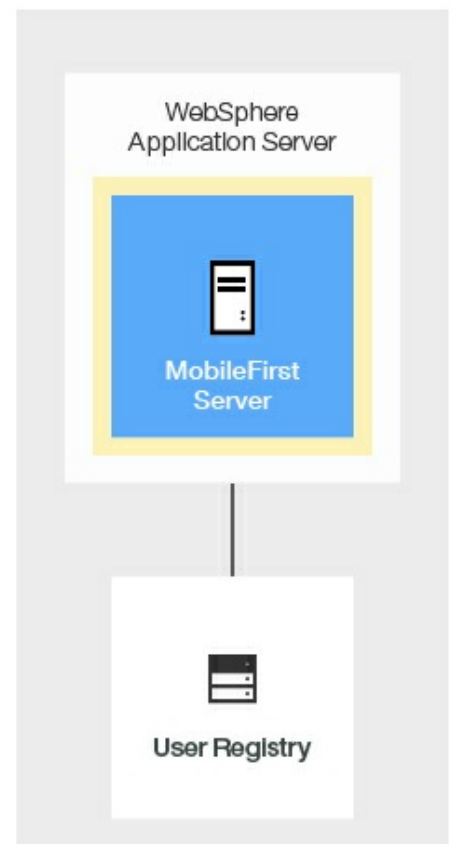 WebSphere
Application Server
MobileFirst
Server
User Registry